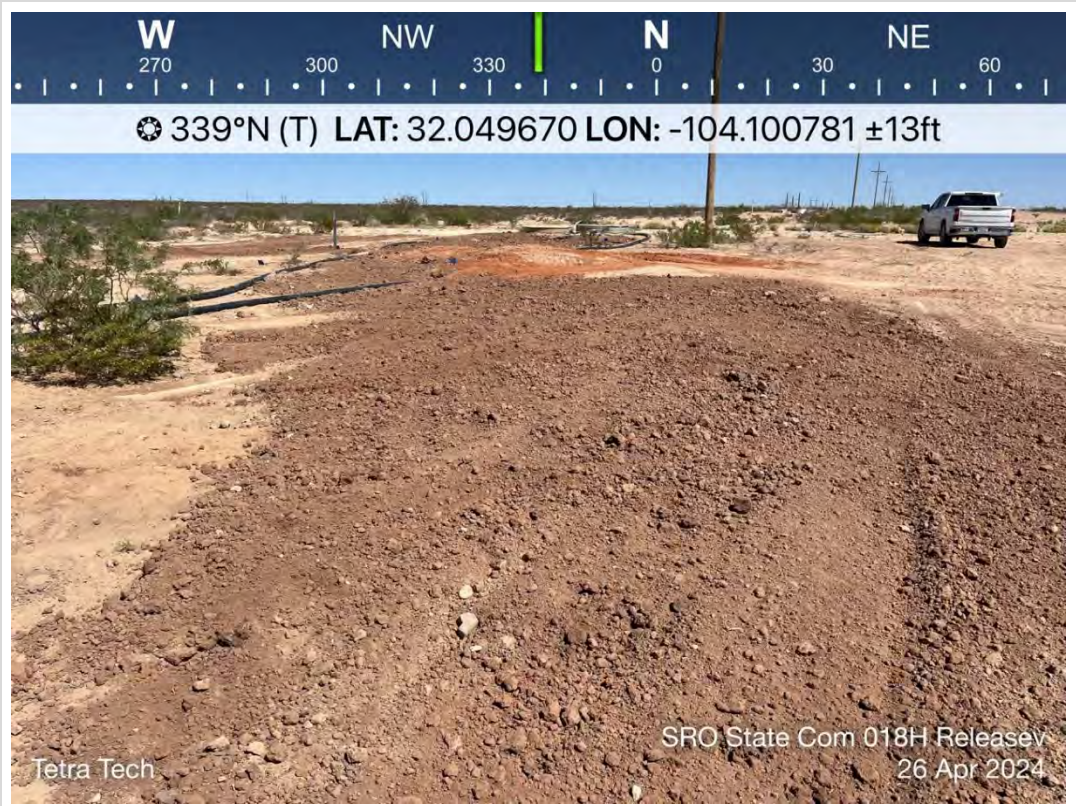 W NW N NE
270 300 330 0 30 60
339°N (T) LAT: 32.049670 LON: -104.100781 ±13ft
SRO State Com 018H Releasev
Tetra Tech 26 Apr 2024